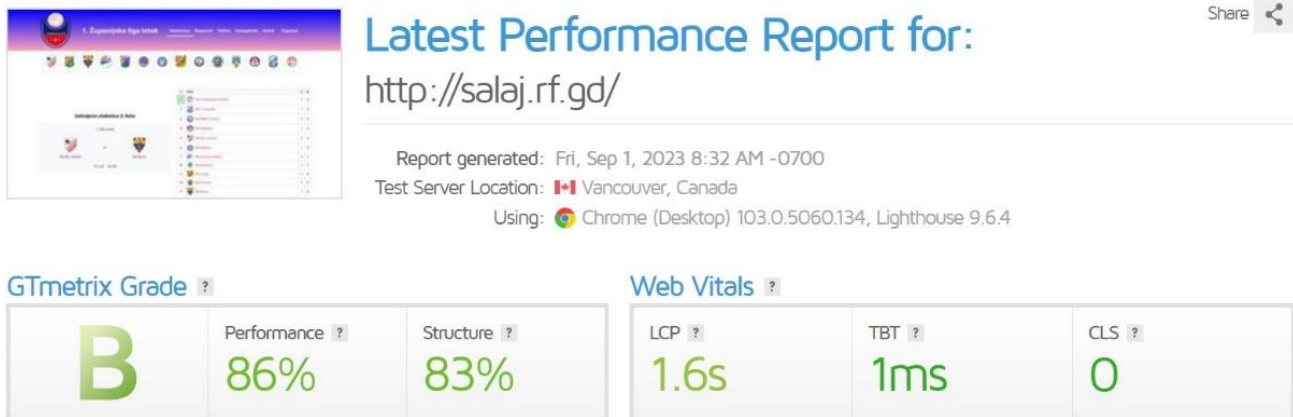 1. Županijska liga Istok
Share
Latest Performance Report for:
http://salaj.rf.gd/
Report generated: Fri, Sep 1, 2023 8:32 AM -0700
Test Server Location: Vancouver, Canada
Using: Chrome (Desktop) 103.0.5060.134, Lighthouse 9.6.4
GTmetrix Grade ?
Web Vitals ?
B
Performance ?
86%
Structure ?
83%
LCP ?
1.6s
TBT ?
1ms
CLS ?
0